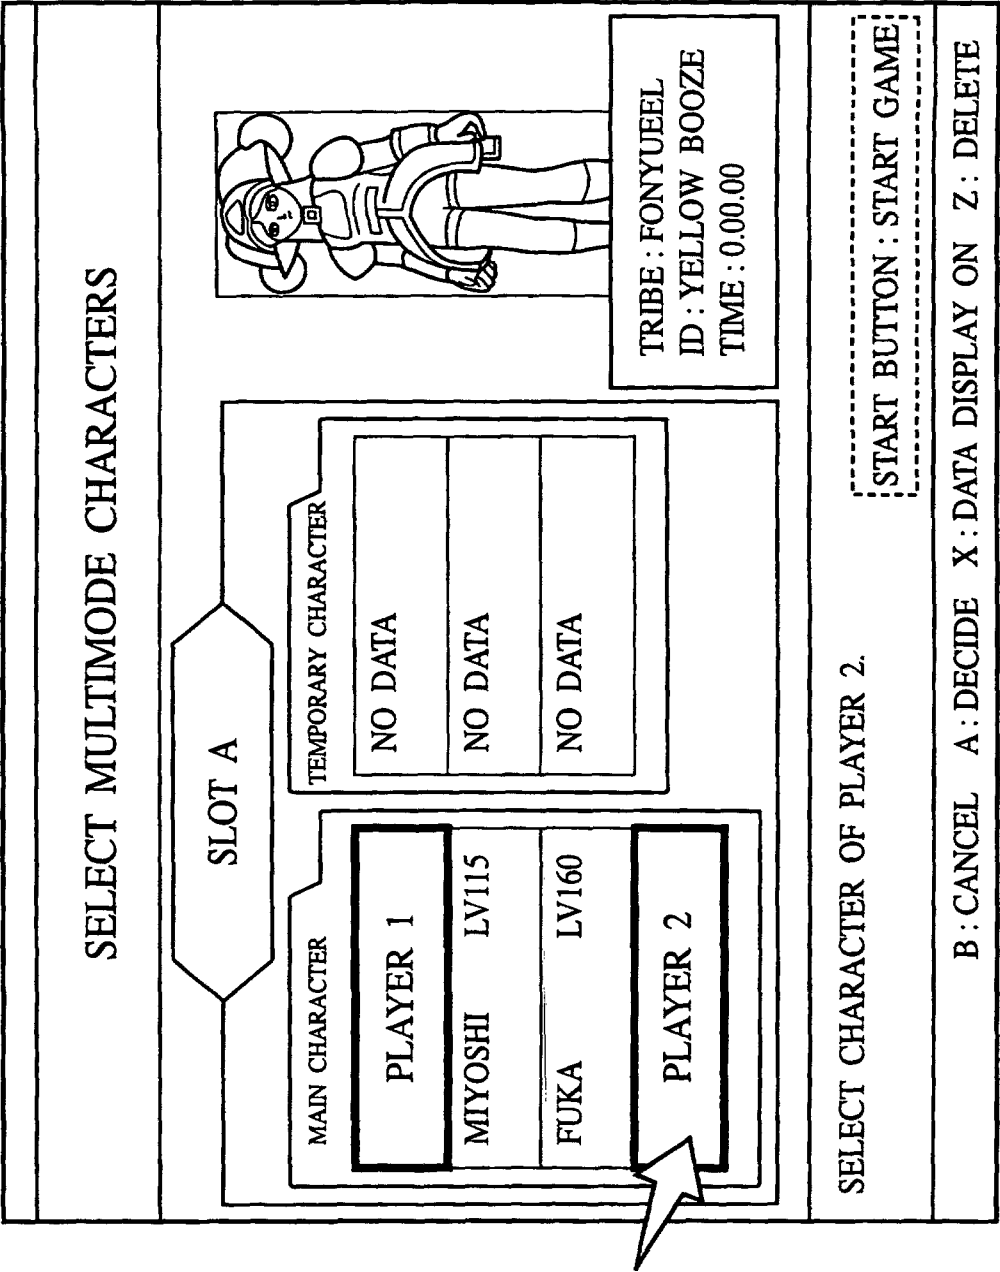 SELECT MULTIMODE CHARACTERS
SLOT A
MAIN CHARACTER
PLAYER 1
MIYOSHI LV115
FUKA LV160
PLAYER 2
TEMPORARY CHARACTER
NO DATA
NO DATA
NO DATA
TRIBE : FONYUEEL
ID : YELLOW BOOZE
TIME : 0.00.00
SELECT CHARACTER OF PLAYER 2.
START BUTTON : START GAME
B : CANCEL A : DECIDE X : DATA DISPLAY ON Z : DELETE